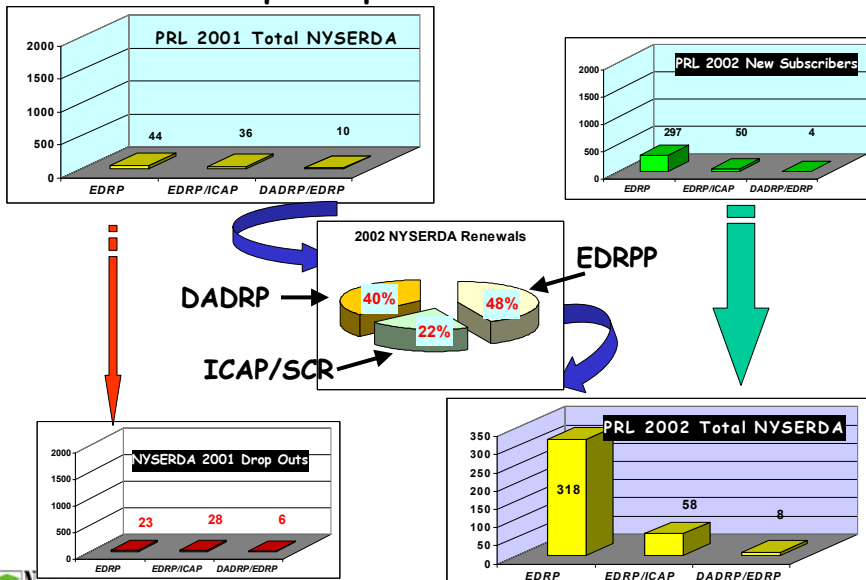 PRL 2001 Total NYSERDA
2000
1500
1000
500
0
44
36
10
EDRP
EDRP/ICAP
DADRP/EDRP
PRL 2002 New Subscribers
2000
1500
1000
500
0
297
50
4
EDRP
EDRP/ICAP
DADRP/EDRP
2002 NYSERDA Renewals
40%
48%
22%
DADRP
EDRPP
ICAP/SCR
NYSERDA 2001 Drop Outs
2000
1500
1000
500
0
23
28
6
EDRP
EDRP/ICAP
DADRP/EDRP
PRL 2002 Total NYSERDA
350
300
250
200
150
100
50
0
318
58
8
EDRP
EDRP/ICAP
DADRP/EDRP